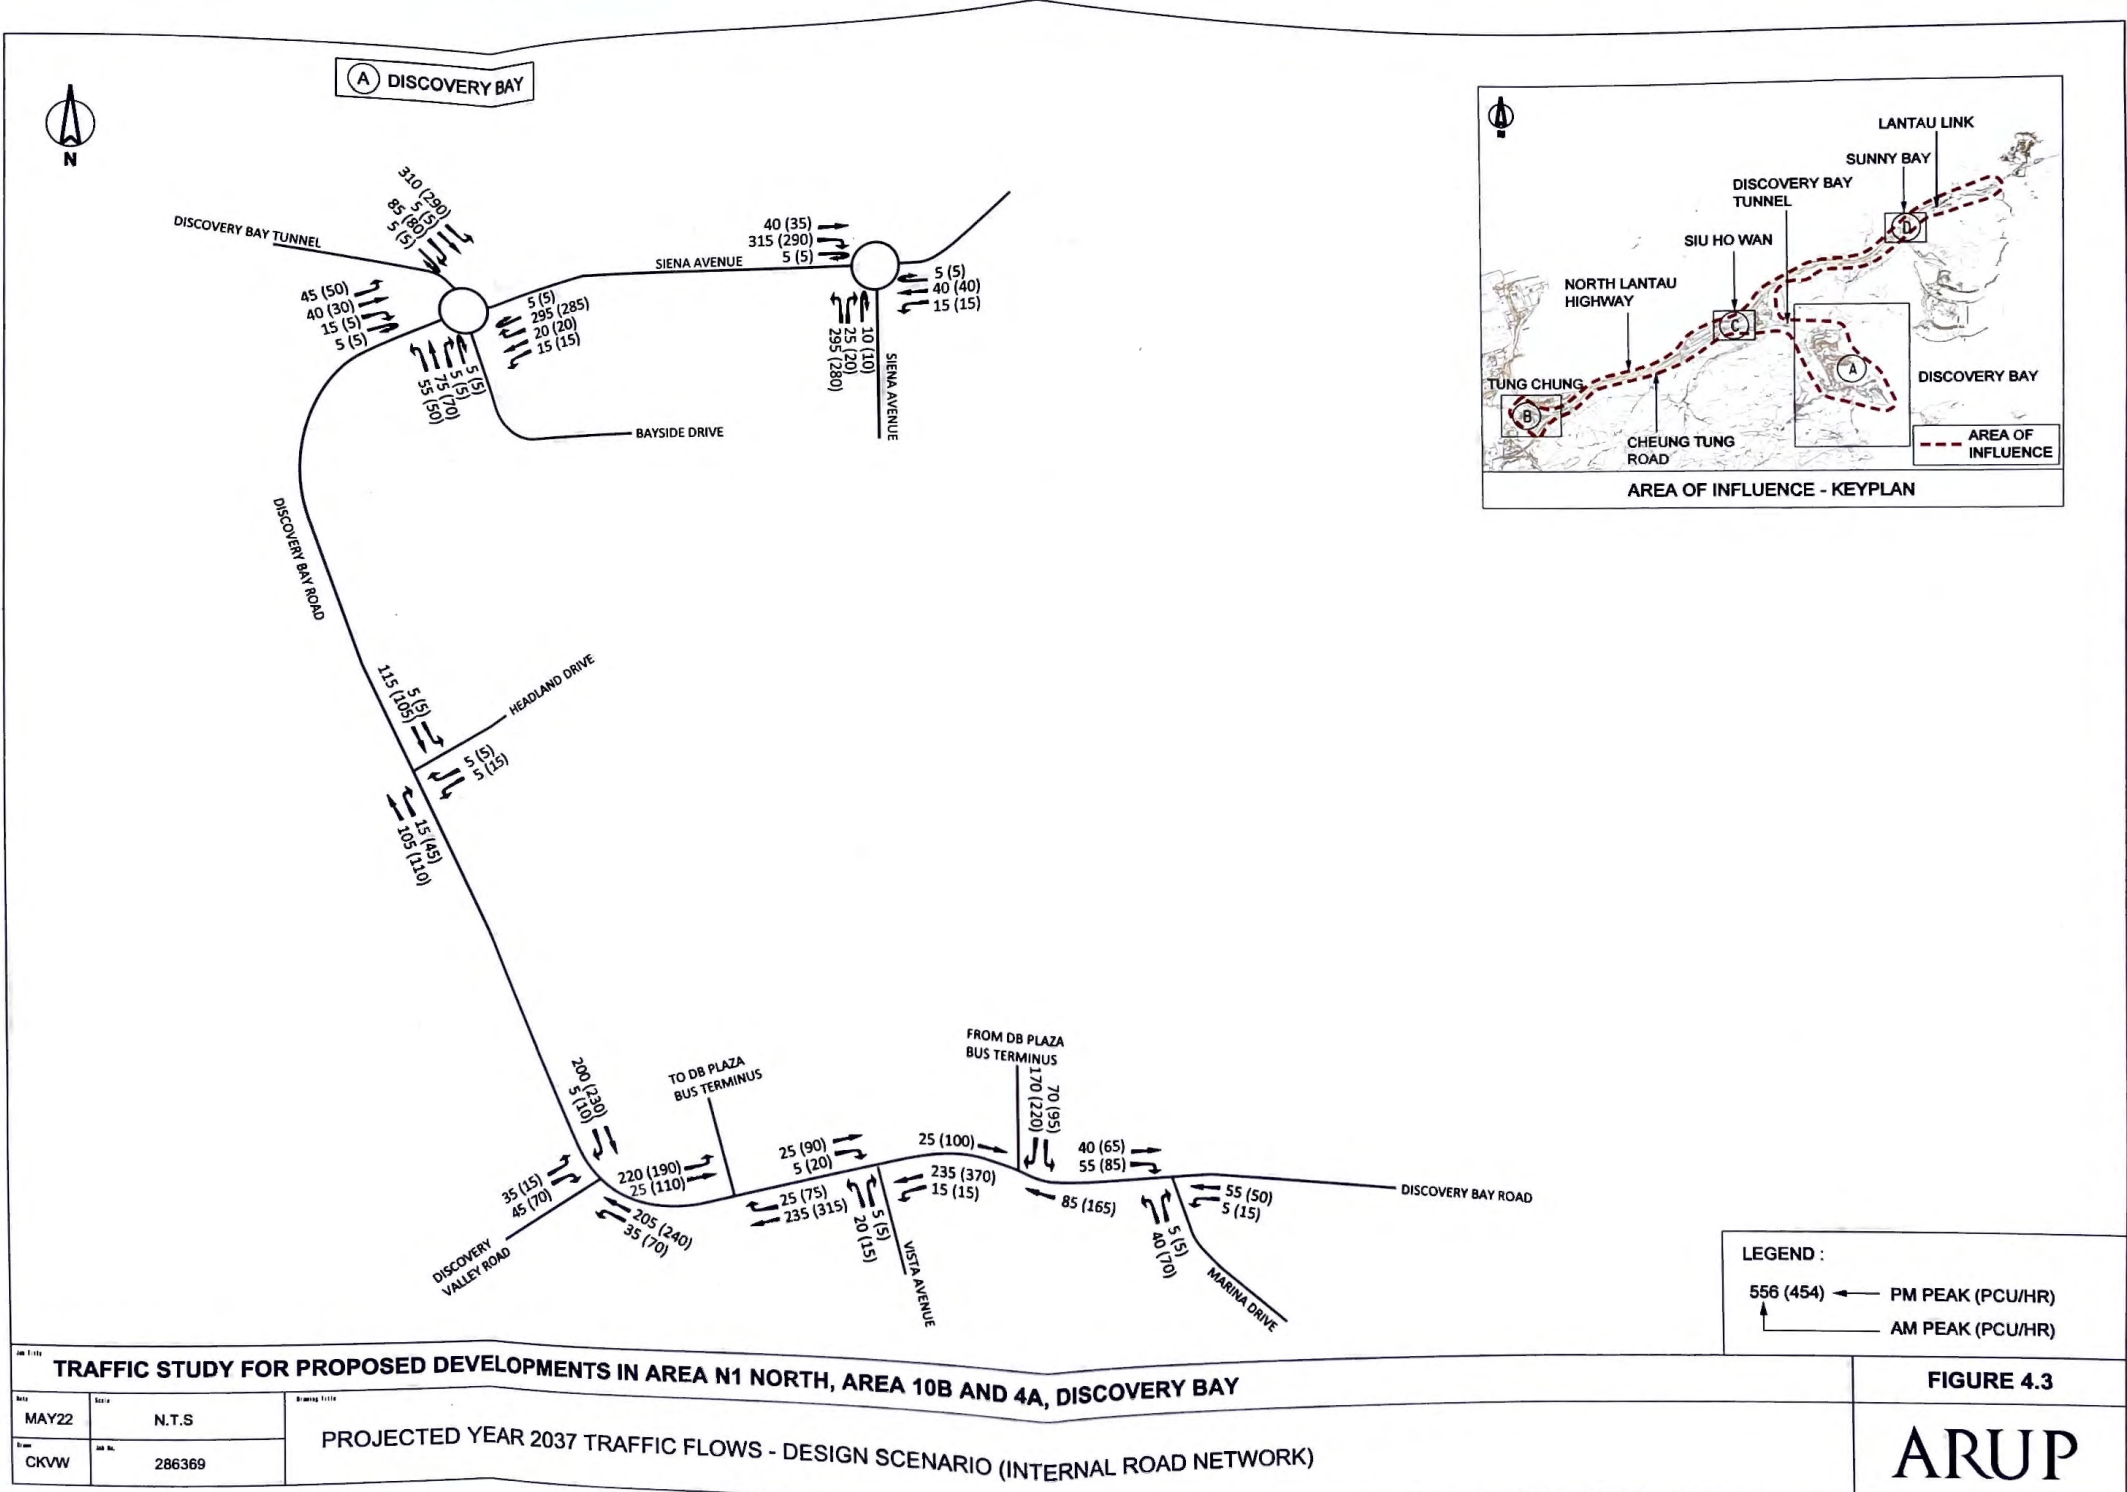 A DISCOVERY BAY
N
DISCOVERY BAY TUNNEL
310 (290)
5 (5)
85 (80)
5 (5)
45 (50)
40 (30)
15 (5)
5 (5)
5 (5)
295 (285)
20 (20)
15 (15)
5 (5)
5 (5)
75 (70)
55 (50)
BAYSIDE DRIVE
SIENA AVENUE
40 (35)
315 (290)
5 (5)
5 (5)
40 (40)
15 (15)
10 (10)
25 (20)
295 (280)
SIENA AVENUE
DISCOVERY BAY ROAD
5 (5)
115 (105)
HEADLAND DRIVE
5 (5)
5 (15)
15 (45)
105 (110)
200 (230)
5 (10)
35 (15)
45 (70)
DISCOVERY
VALLEY ROAD
220 (190)
25 (110)
205 (240)
35 (70)
TO DB PLAZA
BUS TERMINUS
25 (90)
5 (20)
25 (75)
235 (315)
5 (5)
20 (15)
VISTA AVENUE
25 (100)
235 (370)
15 (15)
FROM DB PLAZA
BUS TERMINUS
70 (95)
170 (220)
40 (65)
55 (85)
85 (165)
5 (5)
40 (70)
MARINA DRIVE
55 (50)
5 (15)
DISCOVERY BAY ROAD
LANTAU LINK
SUNNY BAY
DISCOVERY BAY
TUNNEL
D
SIU HO WAN
NORTH LANTAU
HIGHWAY
C
A
DISCOVERY BAY
TUNG CHUNG
B
CHEUNG TUNG
ROAD
AREA OF
INFLUENCE
AREA OF INFLUENCE - KEYPLAN
LEGEND :
556 (454) PM PEAK (PCU/HR)
AM PEAK (PCU/HR)
Job Title
TRAFFIC STUDY FOR PROPOSED DEVELOPMENTS IN AREA N1 NORTH, AREA 10B AND 4A, DISCOVERY BAY
FIGURE 4.3
Date
MAY22
Scale
N.T.S
Drawing Title
PROJECTED YEAR 2037 TRAFFIC FLOWS - DESIGN SCENARIO (INTERNAL ROAD NETWORK)
Drawn
CKVW
Job No.
286369
ARUP